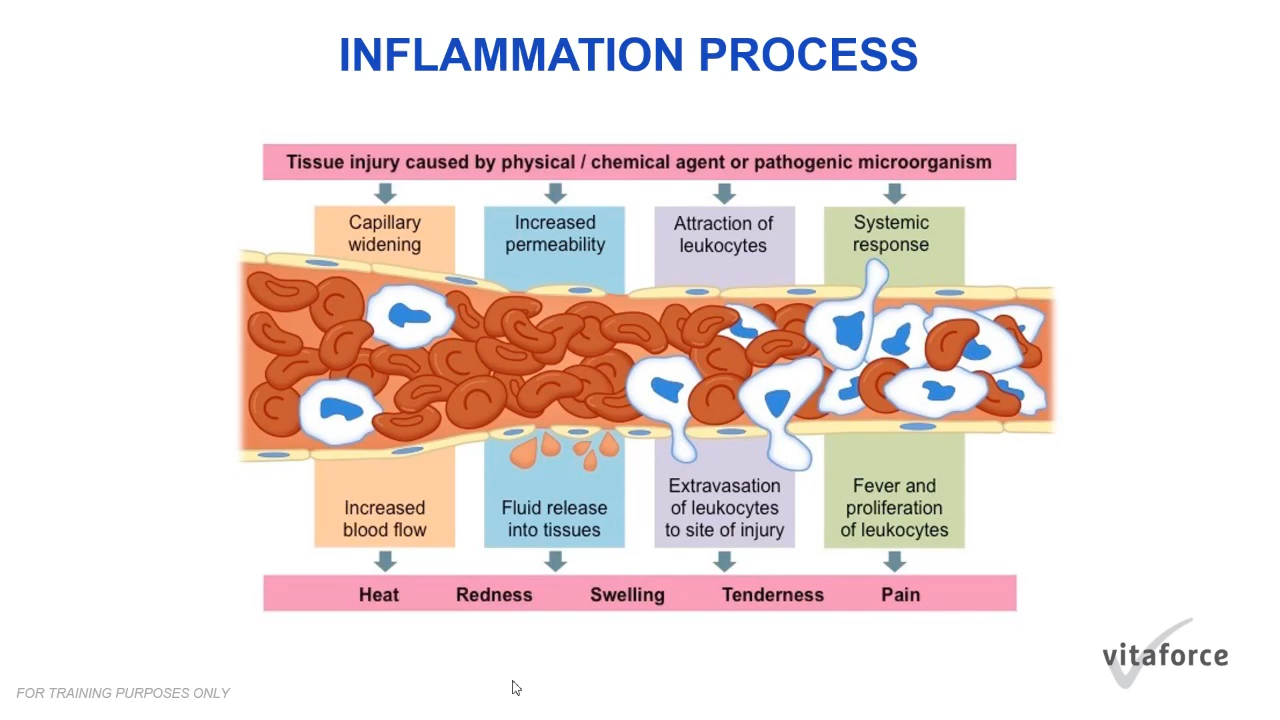 INFLAMMATION PROCESS
Tissue injury caused by physical / chemical agent or pathogenic microorganism
Capillary
widening
Increased
permeability
Attraction of
leukocytes
Systemic
response
Increased
blood flow
Fluid release
into tissues
Extravasation
of leukocytes
to site of injury
Fever and
proliferation
of leukocytes
Heat Redness Swelling Tenderness Pain
vitaforce
FOR TRAINING PURPOSES ONLY